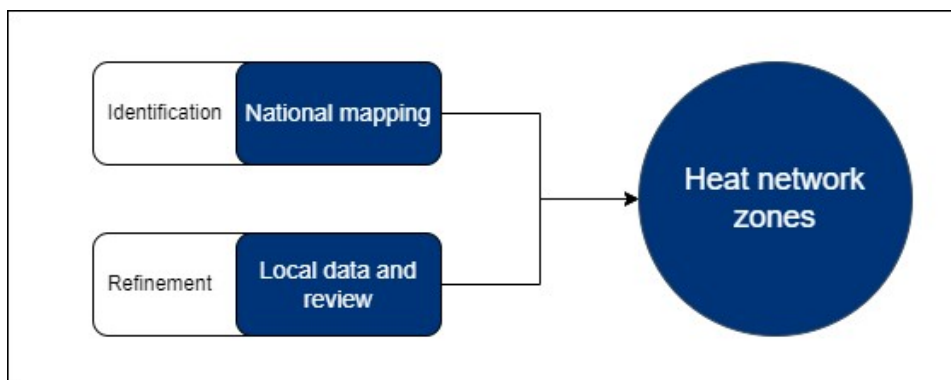 Identification
National mapping
Refinement
Local data and
review
Heat network
zones